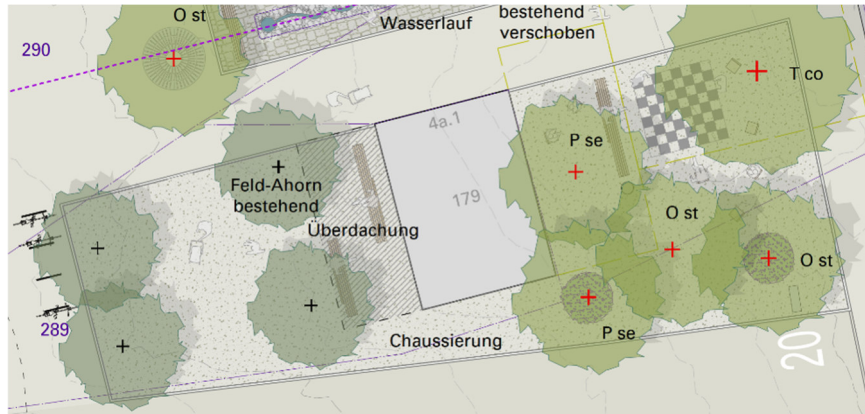 O st
290
Wasserlauf
bestehend
verschoben
T co
4a.1
P se
Feld-Ahorn
bestehend
179
Überdachung
O st
O st
289
Chaussierung
P se
20